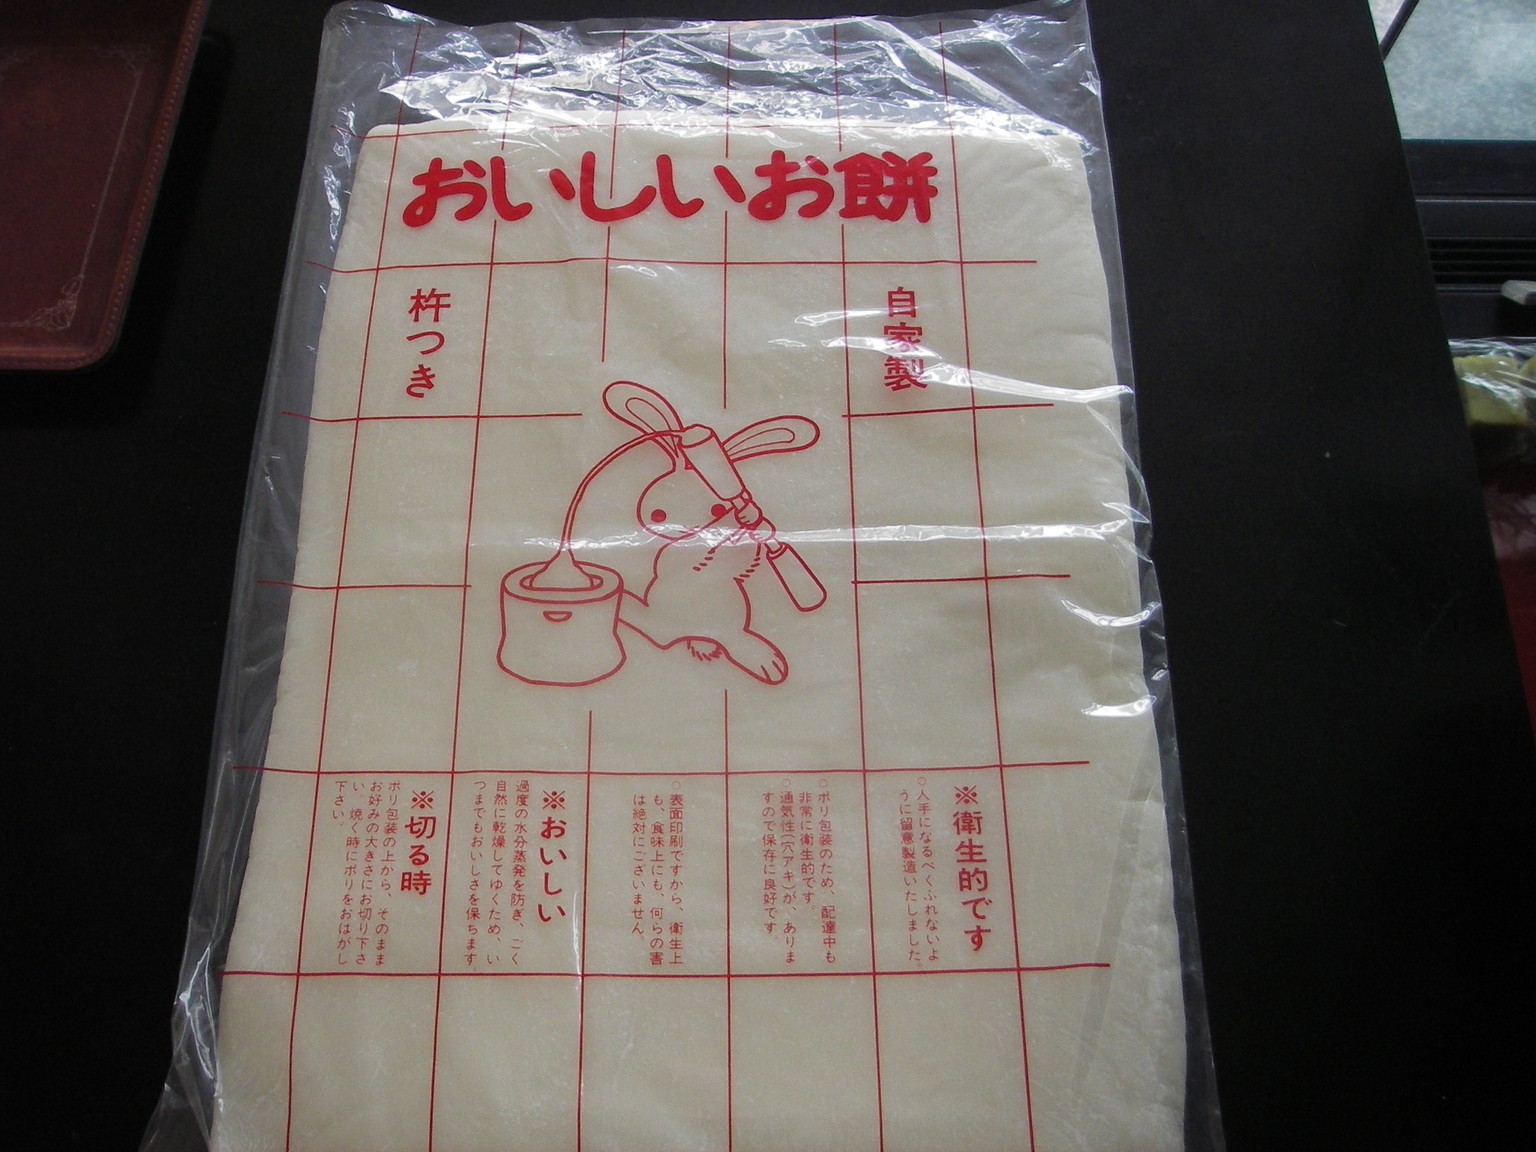 おいしいお餅
自家製
杵つき
※衛生的です
○人手になるべくふれないよ
うに留意製造いたしました。
○ポリ包装のため、配達中も
非常に衛生的です。
○通気性(穴アキ)が、ありま
すので保存に良好です。
○表面印刷ですから、衛生上
も、食味上にも、何らの害
は絶対にございません。
※おいしい
過度の水分蒸発を防ぎ、ごく
自然に乾燥してゆくため、い
つまでもおいしさを保ちます。
※切る時
ポリ包装の上から、そのまま
お好みの大きさにお切り下さ
い。焼く時にポリをおはがし
下さい。